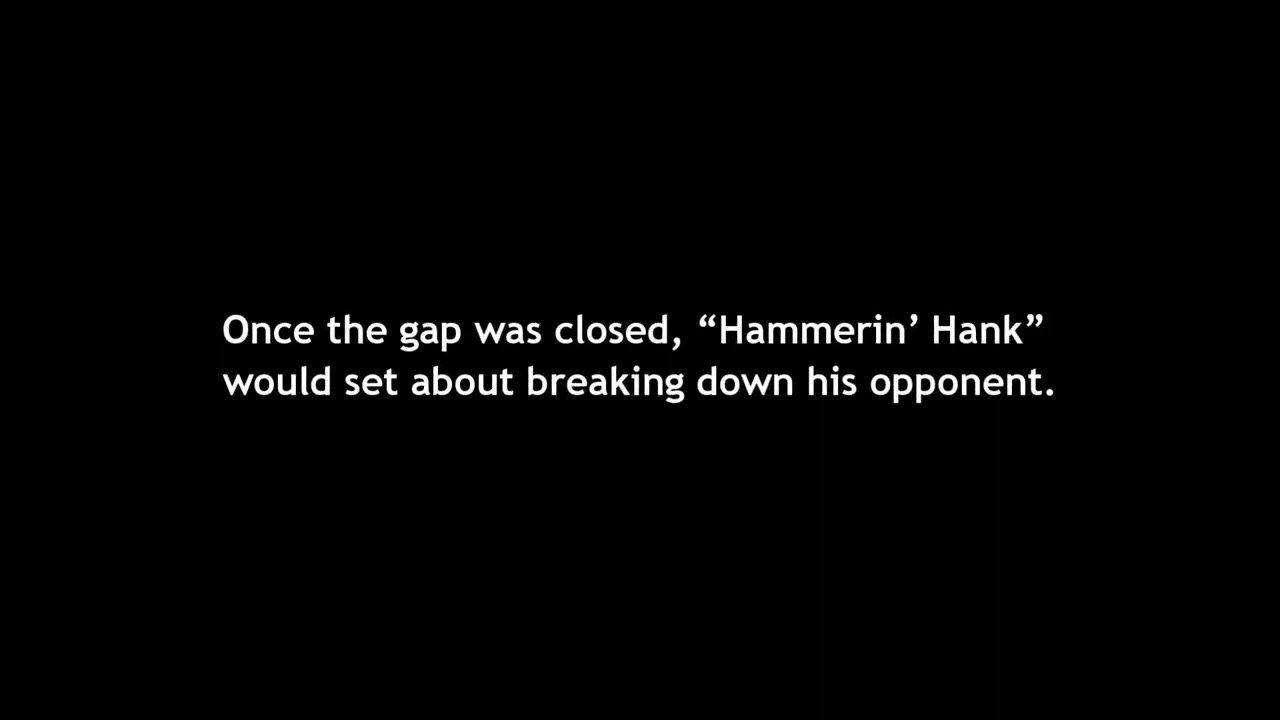 Once the gap was closed, “Hammerin’ Hank”
would set about breaking down his opponent.